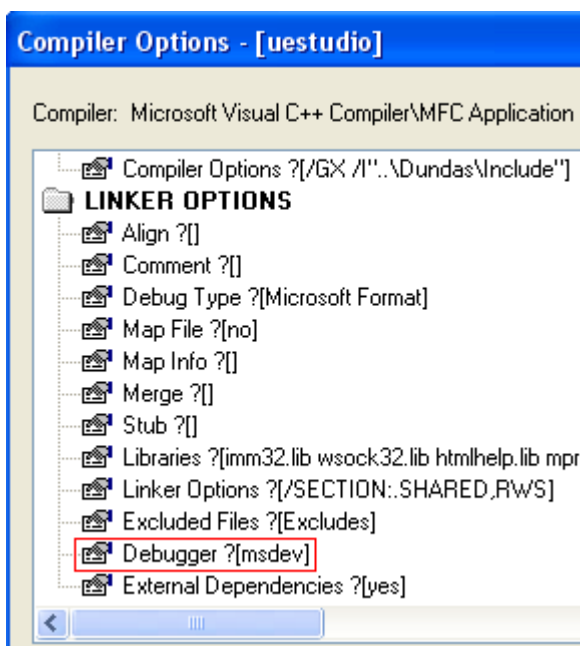 Compiler Options - [uestudio]
Compiler: Microsoft Visual C++ Compiler\MFC Application
Compiler Options ?[/GX /I"..\Dundas\Include"]
LINKER OPTIONS
Align ?[]
Comment ?[]
Debug Type ?[Microsoft Format]
Map File ?[no]
Map Info ?[]
Merge ?[]
Stub ?[]
Libraries ?[imm32.lib wsock32.lib htmlhelp.lib mpr
Linker Options ?[/SECTION:.SHARED,RWS]
Excluded Files ?[Excludes]
Debugger ?[msdev]
External Dependencies ?[yes]